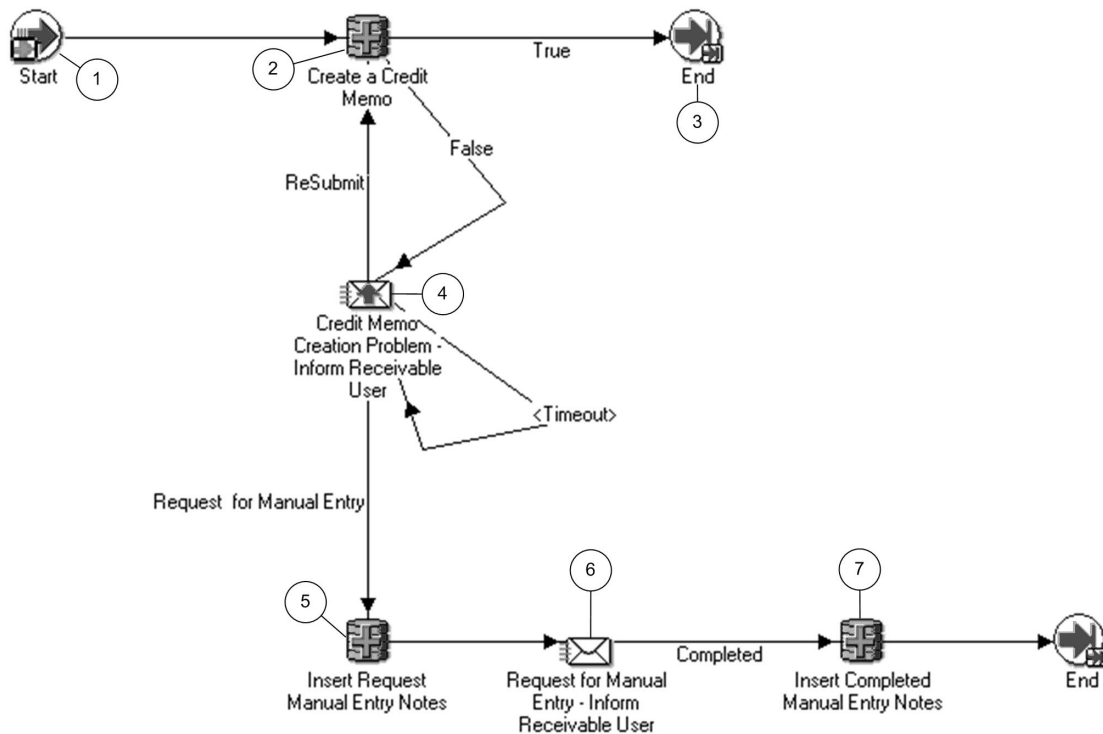 Start
1
2
Create a Credit
Memo
True
End
3
False
ReSubmit
4
Credit Memo
Creation Problem -
Inform Receivable
User
<Timeout>
Request for Manual Entry
5
Insert Request
Manual Entry Notes
6
Request for Manual
Entry - Inform
Receivable User
Completed
7
Insert Completed
Manual Entry Notes
End